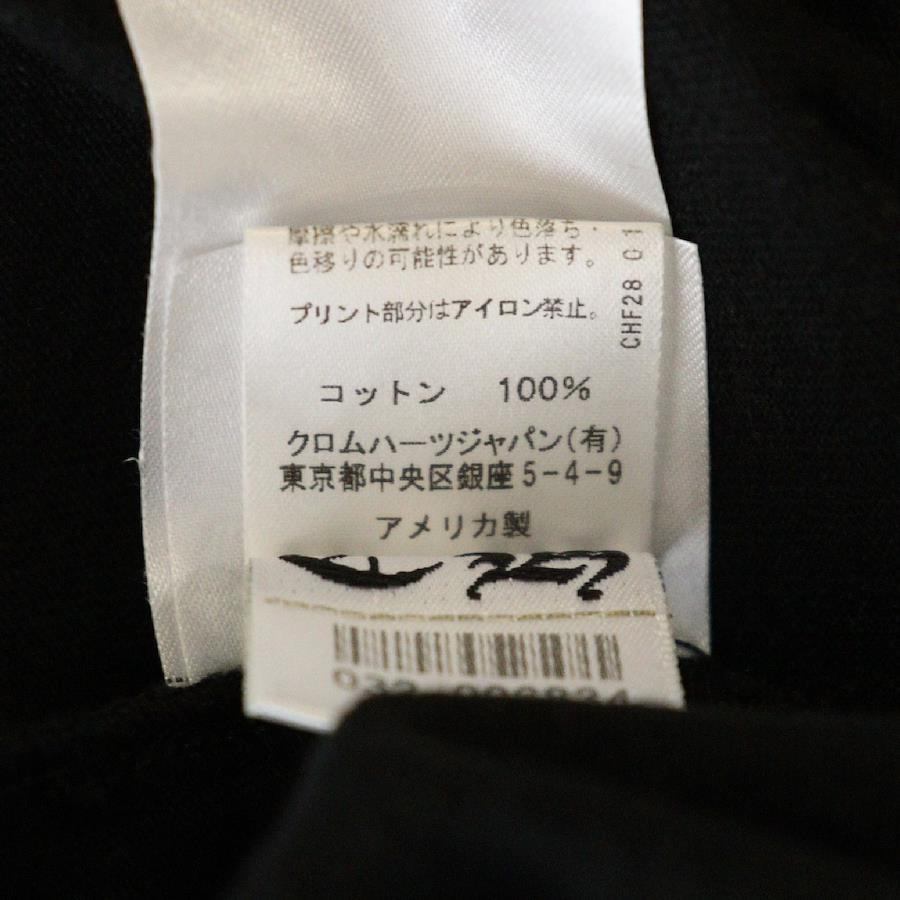 摩擦や水濡れにより色落ち・
色移りの可能性があります。
プリント部分はアイロン禁止。
CHF28 01
コットン 100%
クロムハーツジャパン(有)
東京都中央区銀座5-4-9
アメリカ製